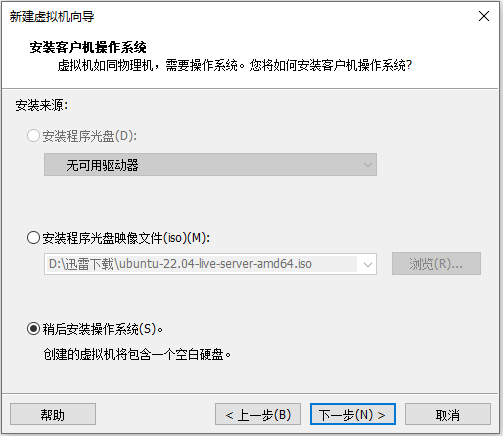 新建虚拟机向导
安装客户机操作系统
虚拟机如同物理机，需要操作系统。您将如何安装客户机操作系统?
安装来源:
安装程序光盘(D):
无可用驱动器
安装程序光盘映像文件(iso)(M):
D:\迅雷下载\ubuntu-22.04-live-server-amd64.iso
浏览(R)...
稍后安装操作系统(S)。
创建的虚拟机将包含一个空白硬盘。
帮助
< 上一步(B)
下一步(N) >
取消